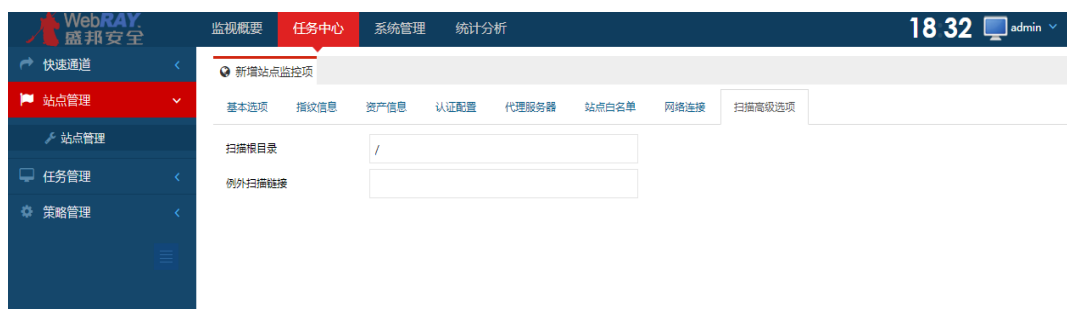 WebRAY.
盛邦安全
监视概要 任务中心 系统管理 统计分析 18:32 admin
快速通道
新增站点监控项
站点管理
基本选项 指纹信息 资产信息 认证配置 代理服务器 站点白名单 网络连接 扫描高级选项
站点管理
扫描根目录 /
任务管理
例外扫描链接
策略管理